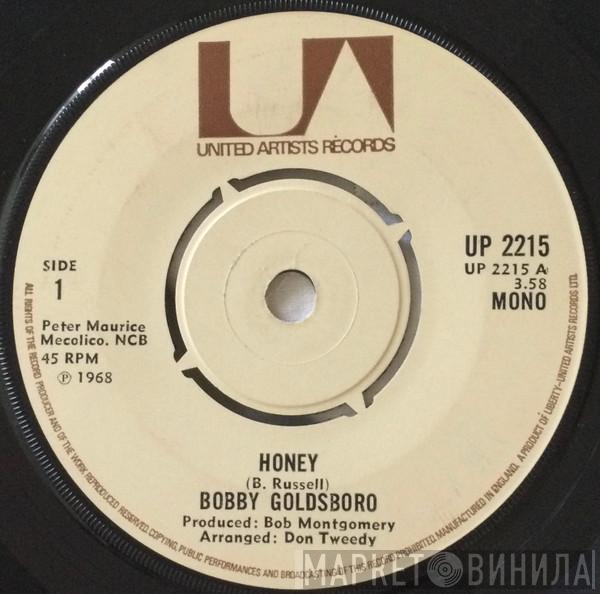 UA
UNITED ARTISTS RÈCORDS
SIDE
1
Peter Maurice
Mecolico. NCB
45 RPM
℗ 1968
UP 2215
UP 2215 A
3.58
MONO
HONEY
(B. Russell)
BOBBY GOLDSBORO
Produced: Bob Montgomery
Arranged: Don Tweedy
ALL RIGHTS OF THE RECORD PRODUCER AND OF THE WORK REPRODUCED RESERVED. COPYING, PUBLIC PERFORMANCES AND BROADCASTING OF THIS RECORD PROHIBITED. MANUFACTURED IN ENGLAND. A PRODUCT OF LIBERTY-UNITED ARTISTS RECORDS LTD.
МАРКЕТ ВИНИЛА